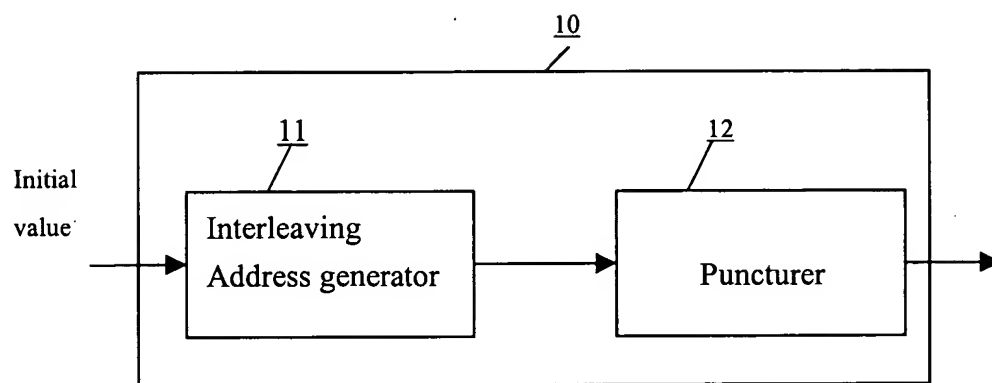 10
11
12
Initial
value
Interleaving
Address generator
Puncturer